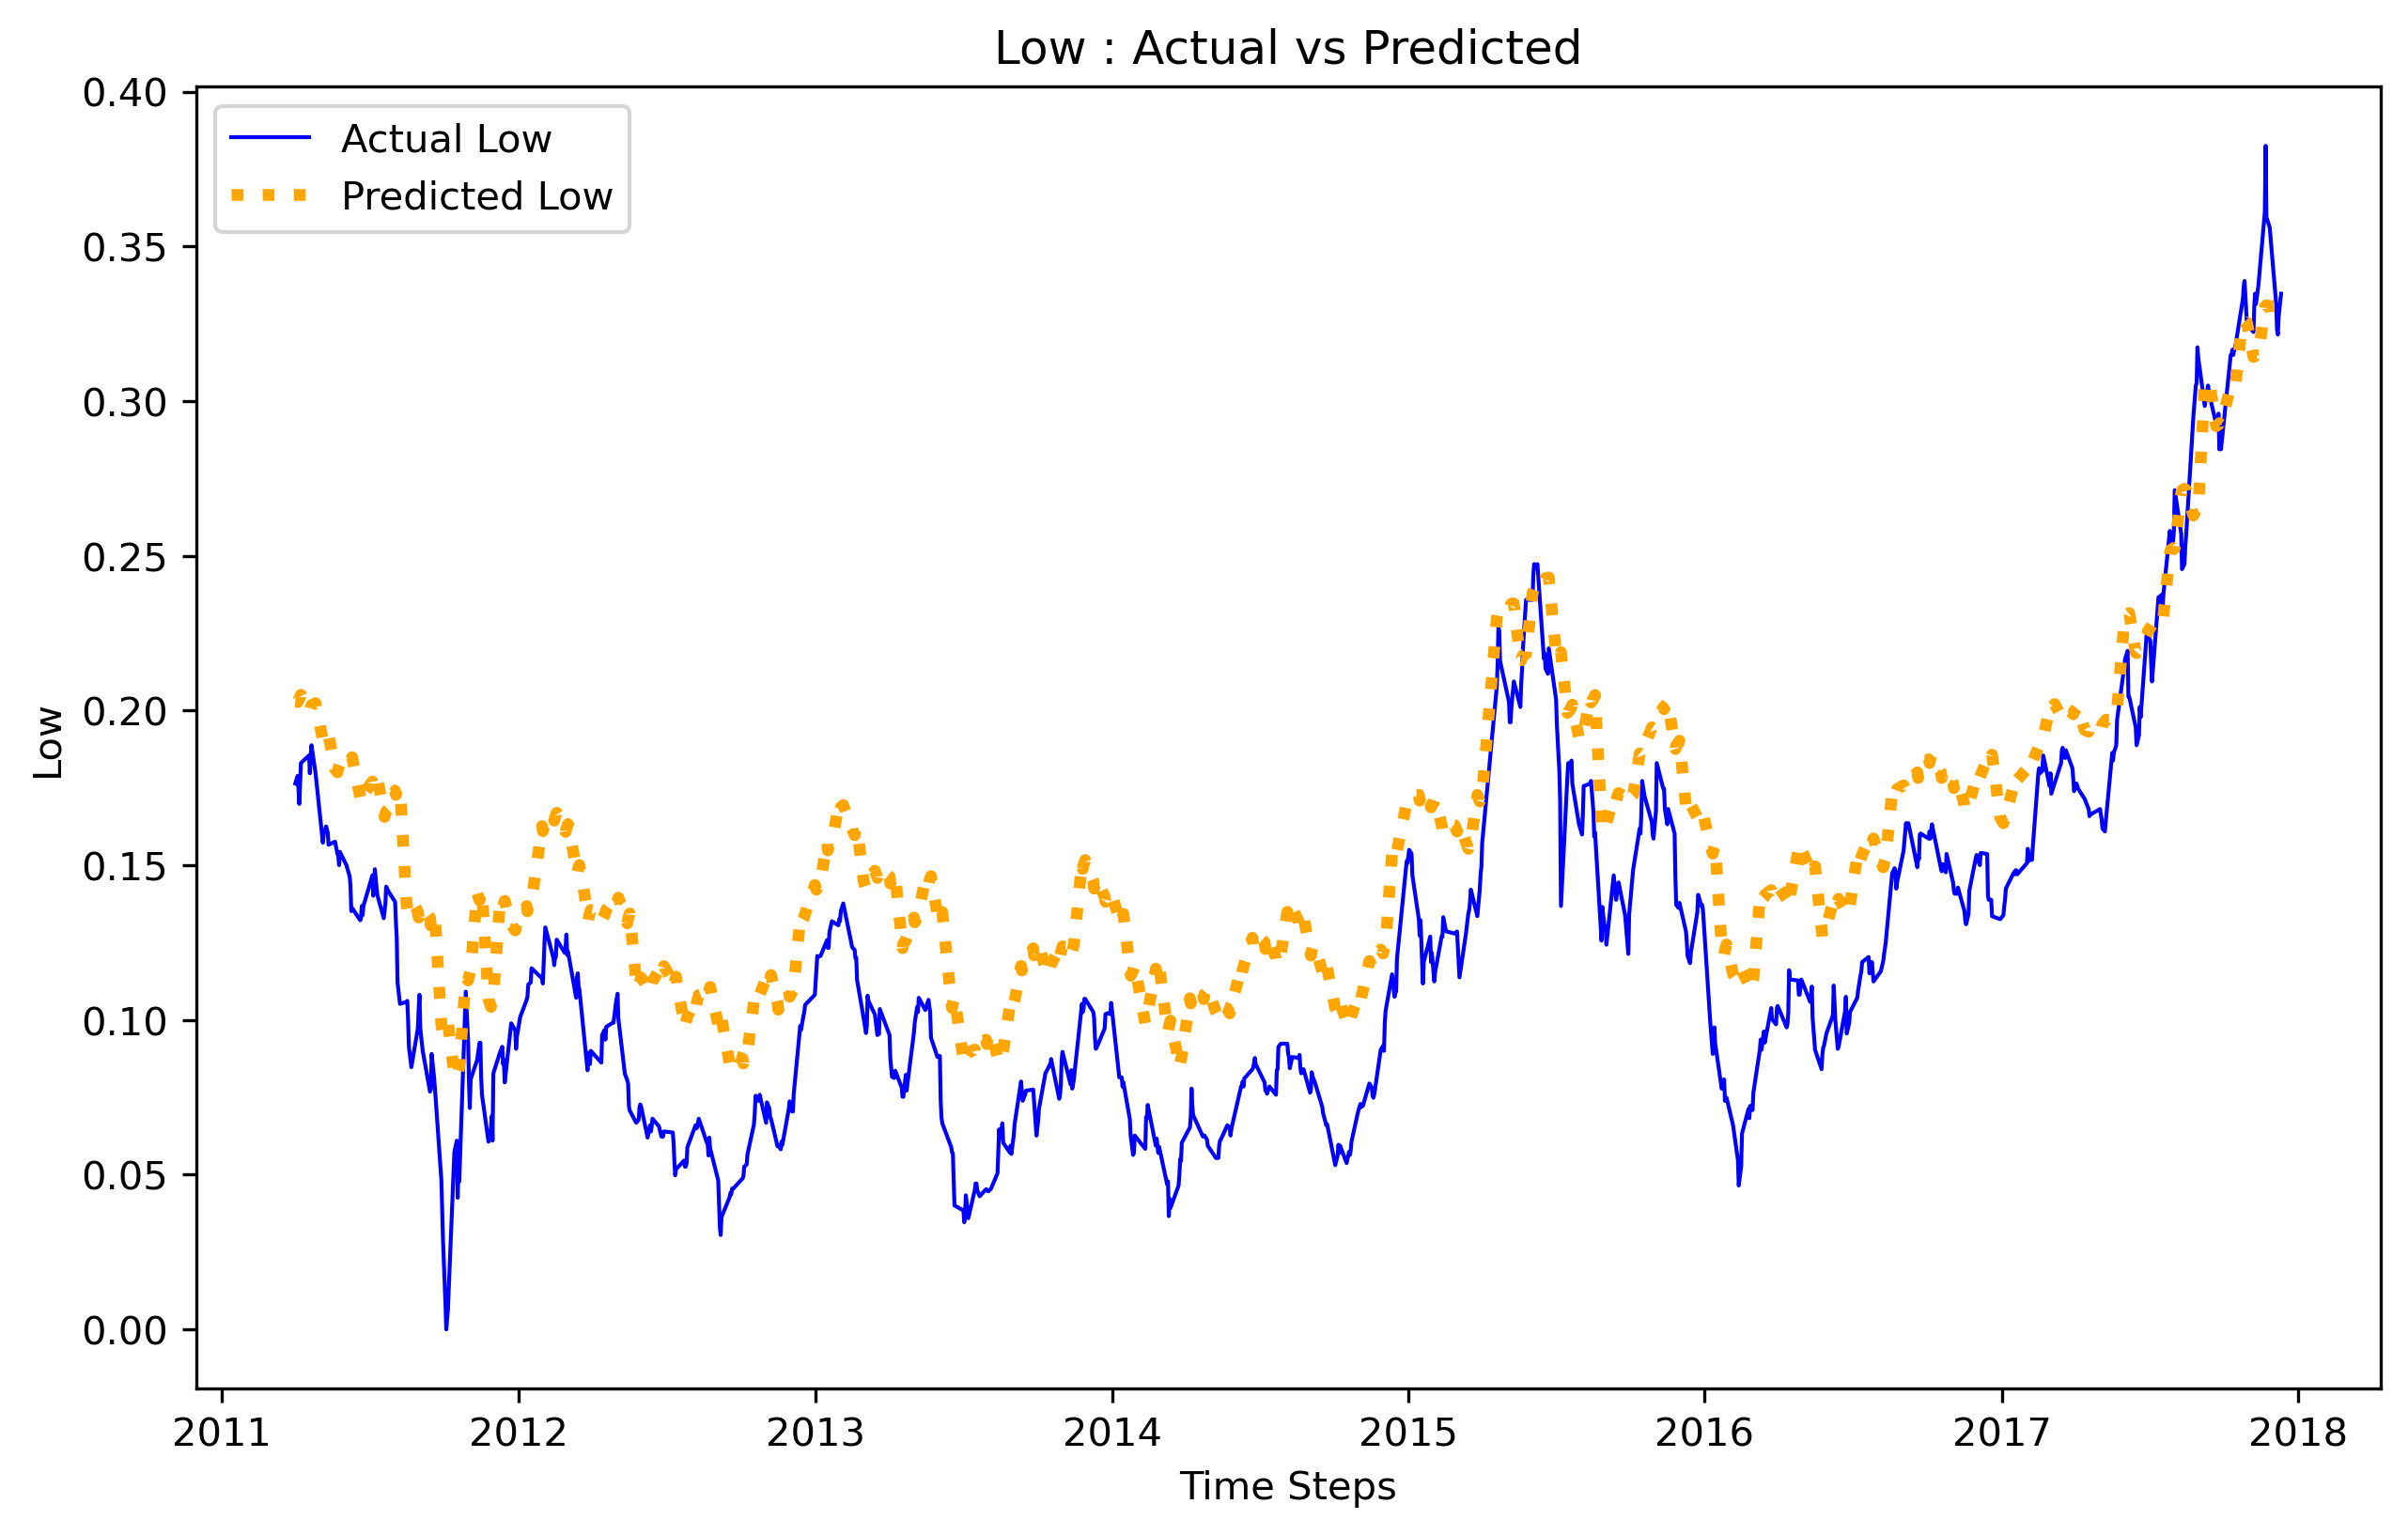 Low : Actual vs Predicted
Actual Low
Predicted Low
0.40
0.35
0.30
0.25
0.20
0.15
0.10
0.05
0.00
Low
2011 2012 2013 2014 2015 2016 2017 2018
Time Steps